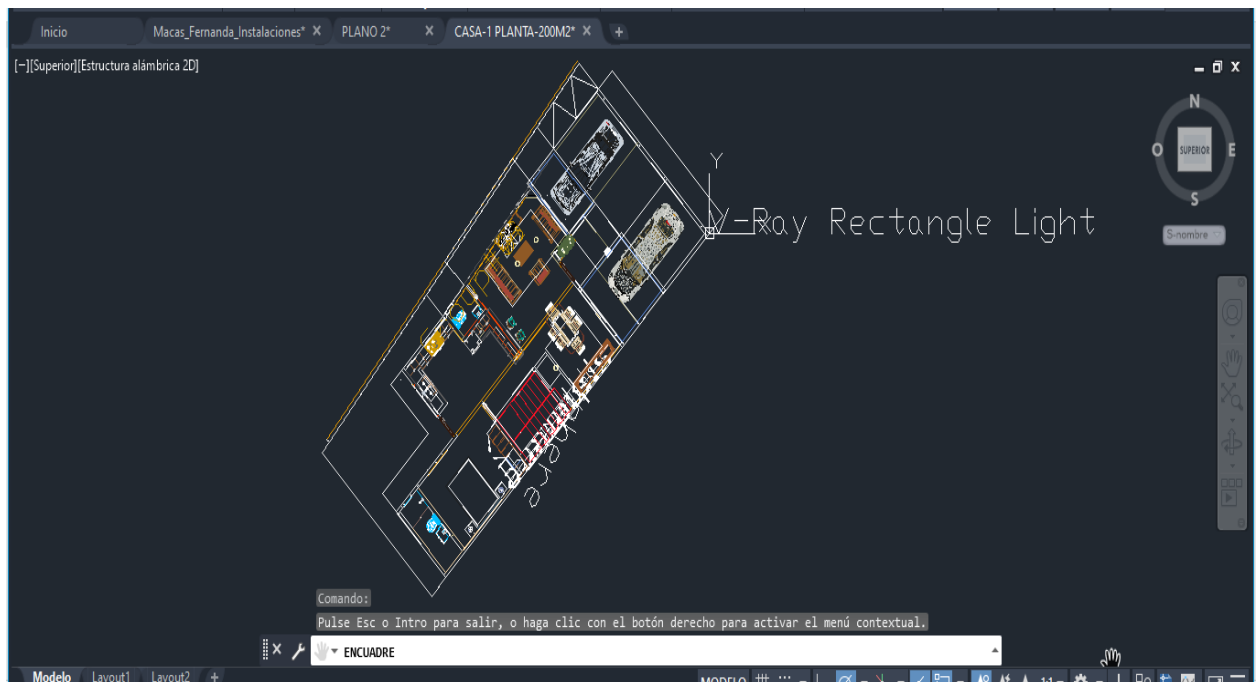 Inicio
Macas_Fernanda_Instalaciones*
PLANO 2*
CASA-1 PLANTA-200M2*
[−][Superior][Estructura alámbrica 2D]
N
O
SUPERIOR
E
S
S-nombre
Y
V-Ray Rectangle Light
Comando:
Pulse Esc o Intro para salir, o haga clic con el botón derecho para activar el menú contextual.
ENCUADRE
Modelo
Layout1
Layout2
+
MODELO
1:1